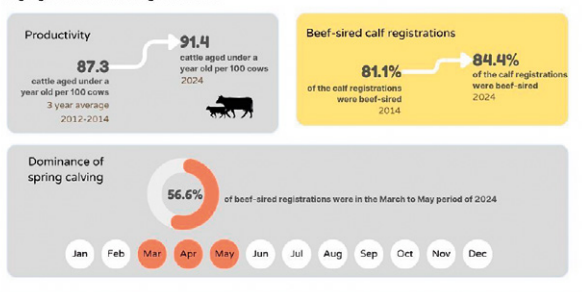 Productivity
87.3
cattle aged under a
year old per 100 cows
3 year average
2012-2014
91.4
cattle aged under a
year old per 100 cows
2024
Beef-sired calf registrations
81.1%
of the calf registrations
were beef-sired
2014
84.4%
of the calf registrations
were beef-sired
2024
Dominance of
spring calving
56.6%
of beef-sired registrations were in the March to May period of 2024
Jan Feb Mar Apr May Jun Jul Aug Sep Oct Nov Dec